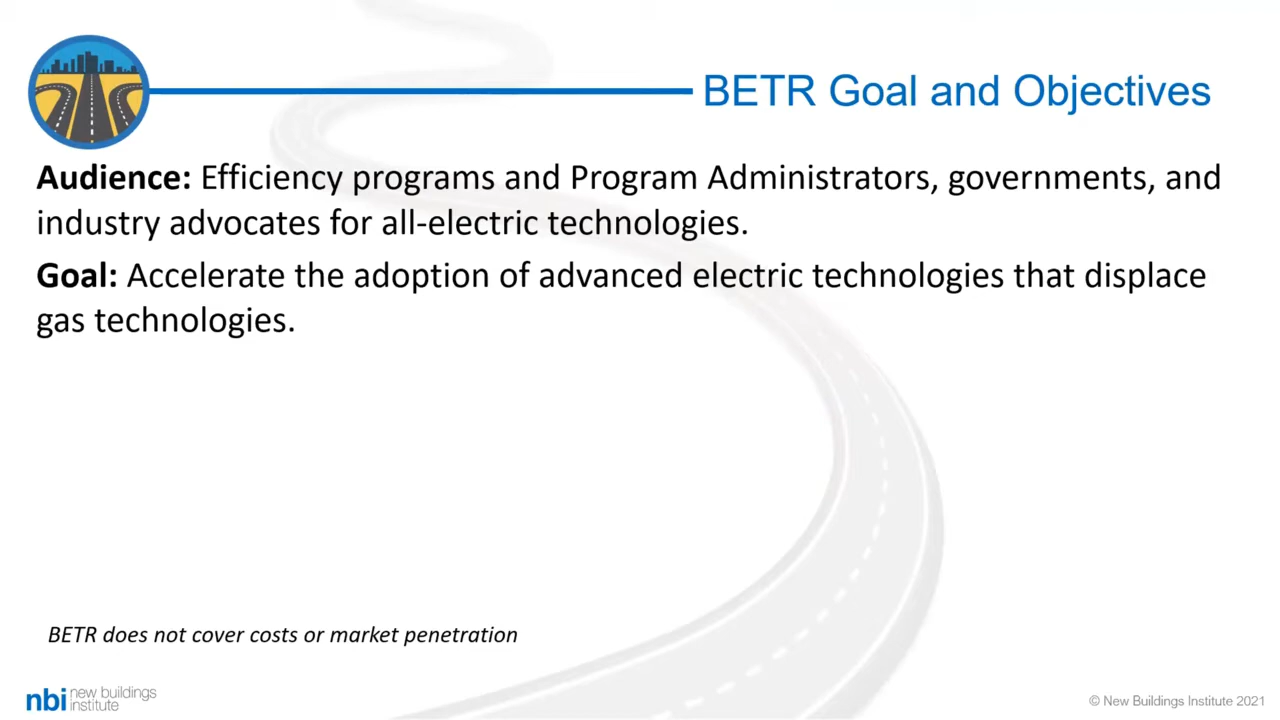 BETR Goal and Objectives
Audience: Efficiency programs and Program Administrators, governments, and
industry advocates for all-electric technologies.
Goal: Accelerate the adoption of advanced electric technologies that displace
gas technologies.
BETR does not cover costs or market penetration
nbi new buildings
institute
© New Buildings Institute 2021